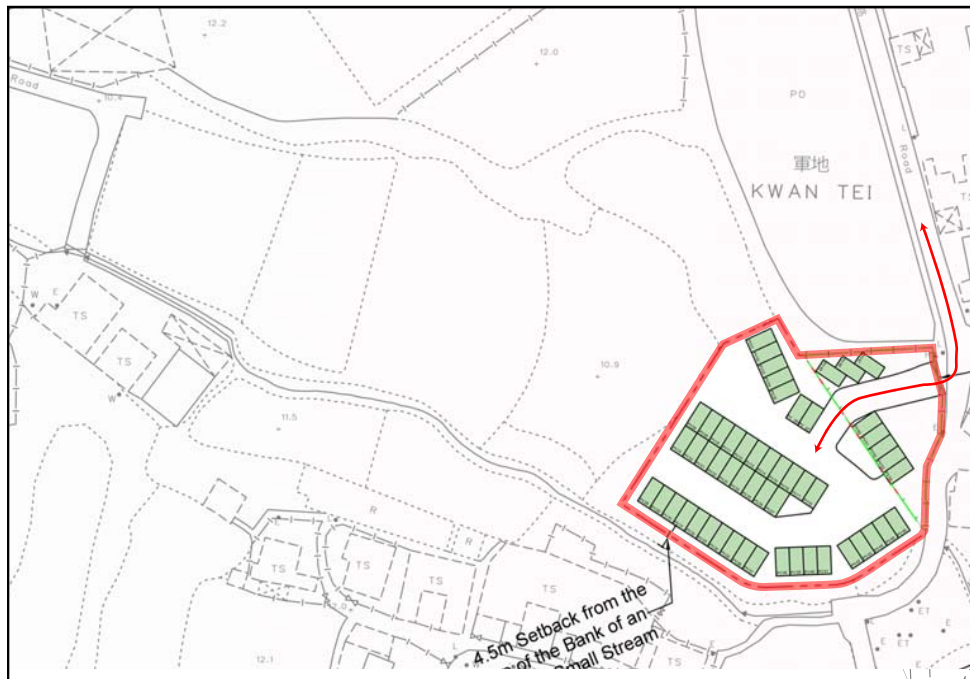 12.2
12.0
Road
10.4
PD
TS
L
Road
軍地
KWAN TEI
TS
W
E
TS
TS
W
10.9
11.5
R
R
TS
TS
TS
TS
TS
12.1
L
E
E
E
ET
E
E
ET
4.5m Setback from the
of the Bank of an
Small Stream